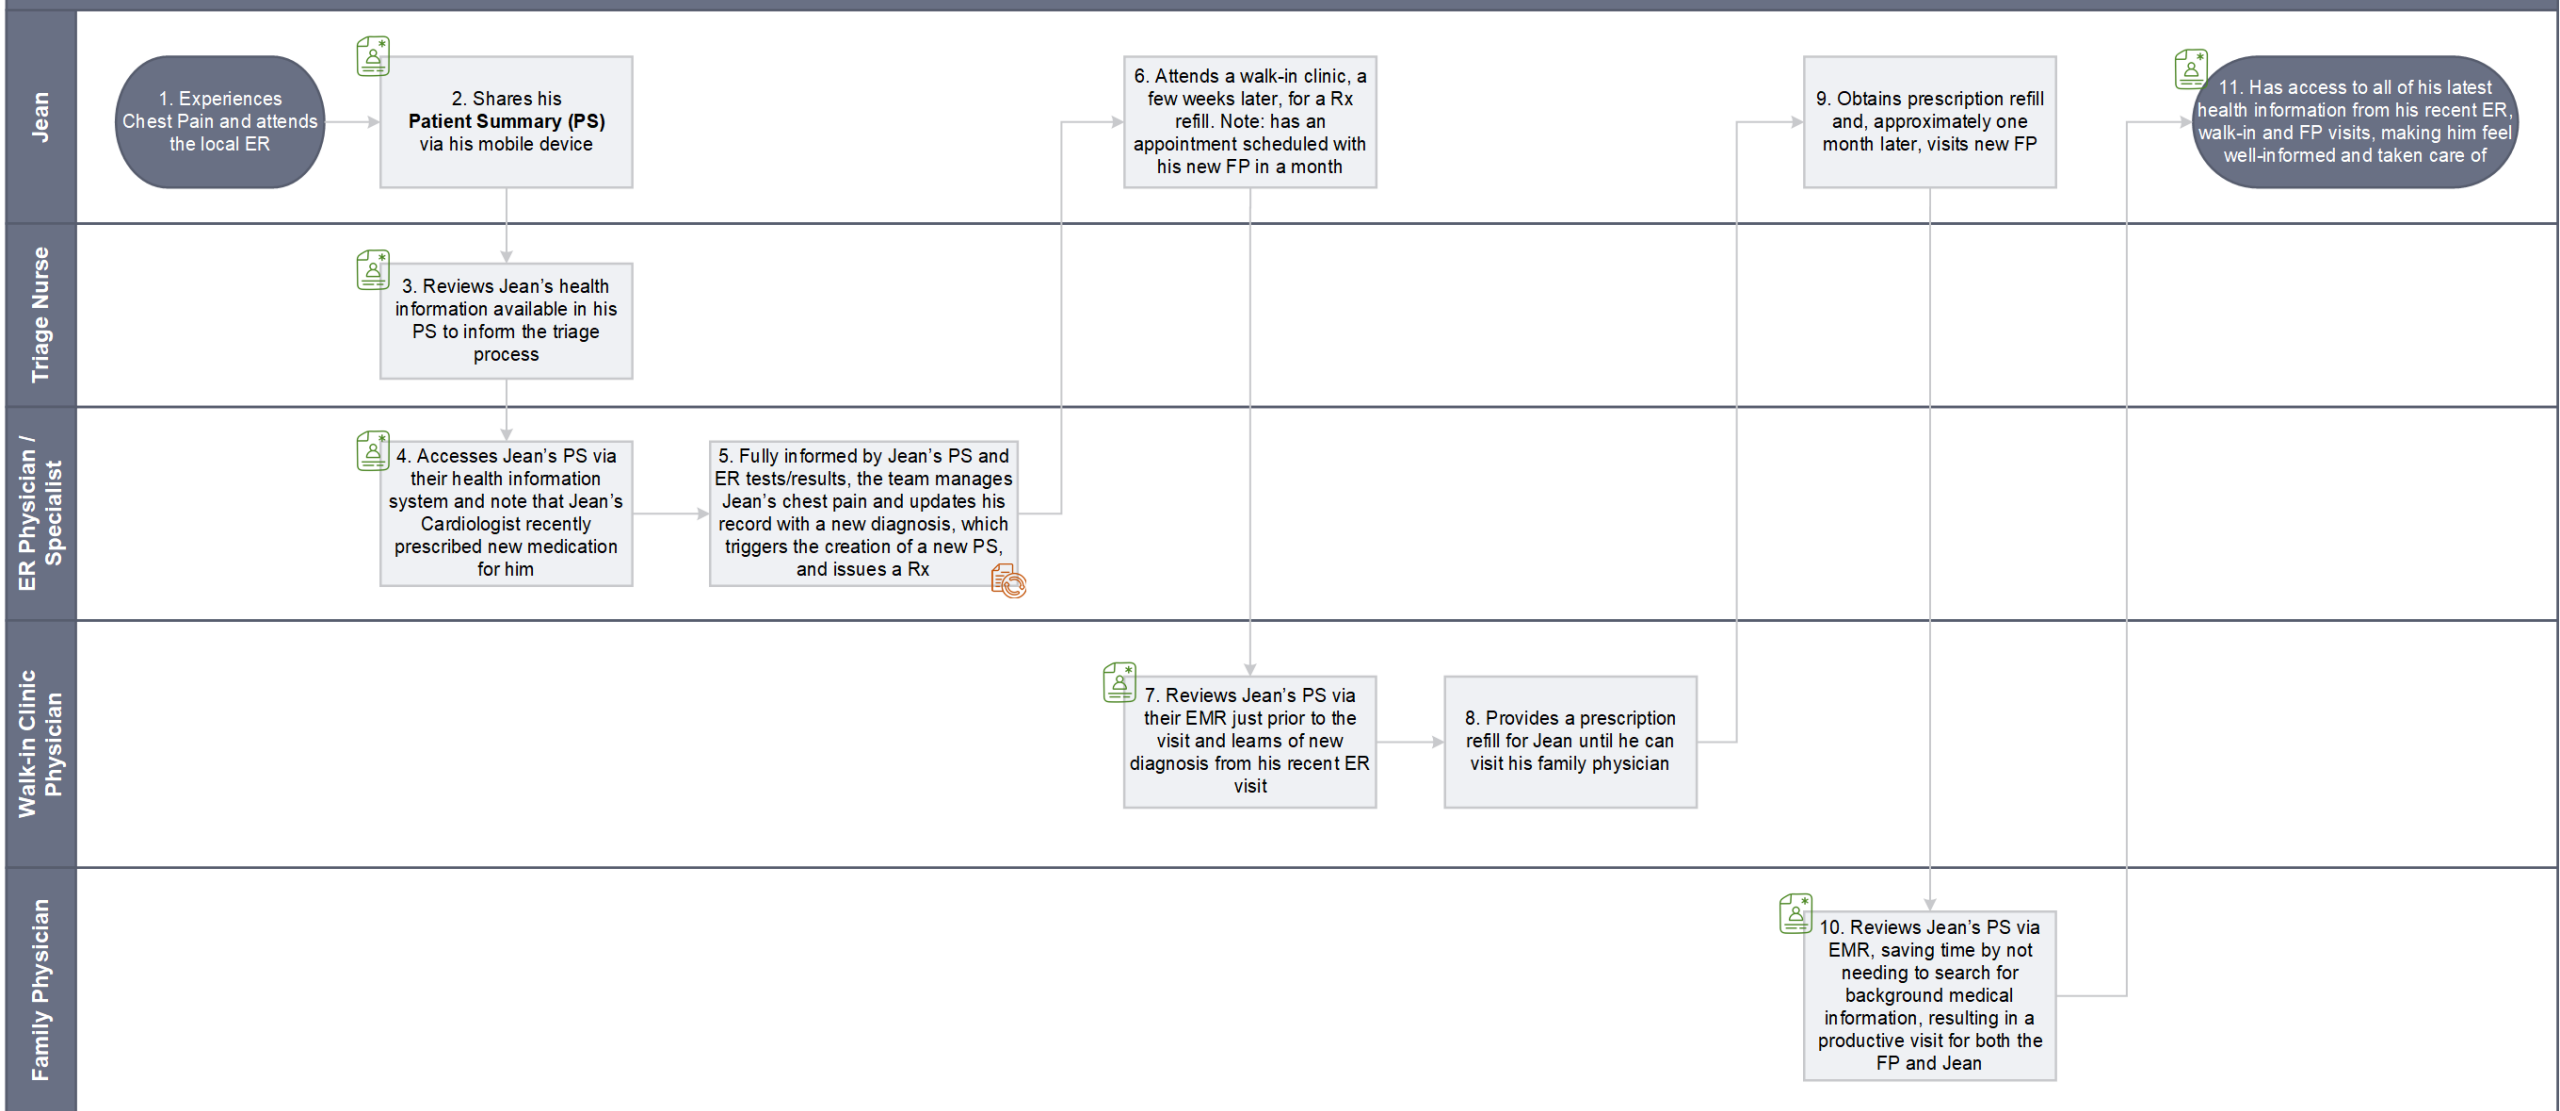 Jean
1. Experiences
Chest Pain and attends
the local ER
2. Shares his
Patient Summary (PS)
via his mobile device
6. Attends a walk-in clinic, a
few weeks later, for a Rx
refill. Note: has an
appointment scheduled with
his new FP in a month
9. Obtains prescription refill
and, approximately one
month later, visits new FP
11. Has access to all of his latest
health information from his recent ER,
walk-in and FP visits, making him feel
well-informed and taken care of
Triage Nurse
3. Reviews Jean’s health
information available in his
PS to inform the triage
process
ER Physician /
Specialist
4. Accesses Jean’s PS via
their health information
system and note that Jean’s
Cardiologist recently
prescribed new medication
for him
5. Fully informed by Jean’s PS and
ER tests/results, the team manages
Jean’s chest pain and updates his
record with a new diagnosis, which
triggers the creation of a new PS,
and issues a Rx
Walk-in Clinic
Physician
7. Reviews Jean’s PS via
their EMR just prior to the
visit and learns of new
diagnosis from his recent ER
visit
8. Provides a prescription
refill for Jean until he can
visit his family physician
Family Physician
10. Reviews Jean’s PS via
EMR, saving time by not
needing to search for
background medical
information, resulting in a
productive visit for both the
FP and Jean